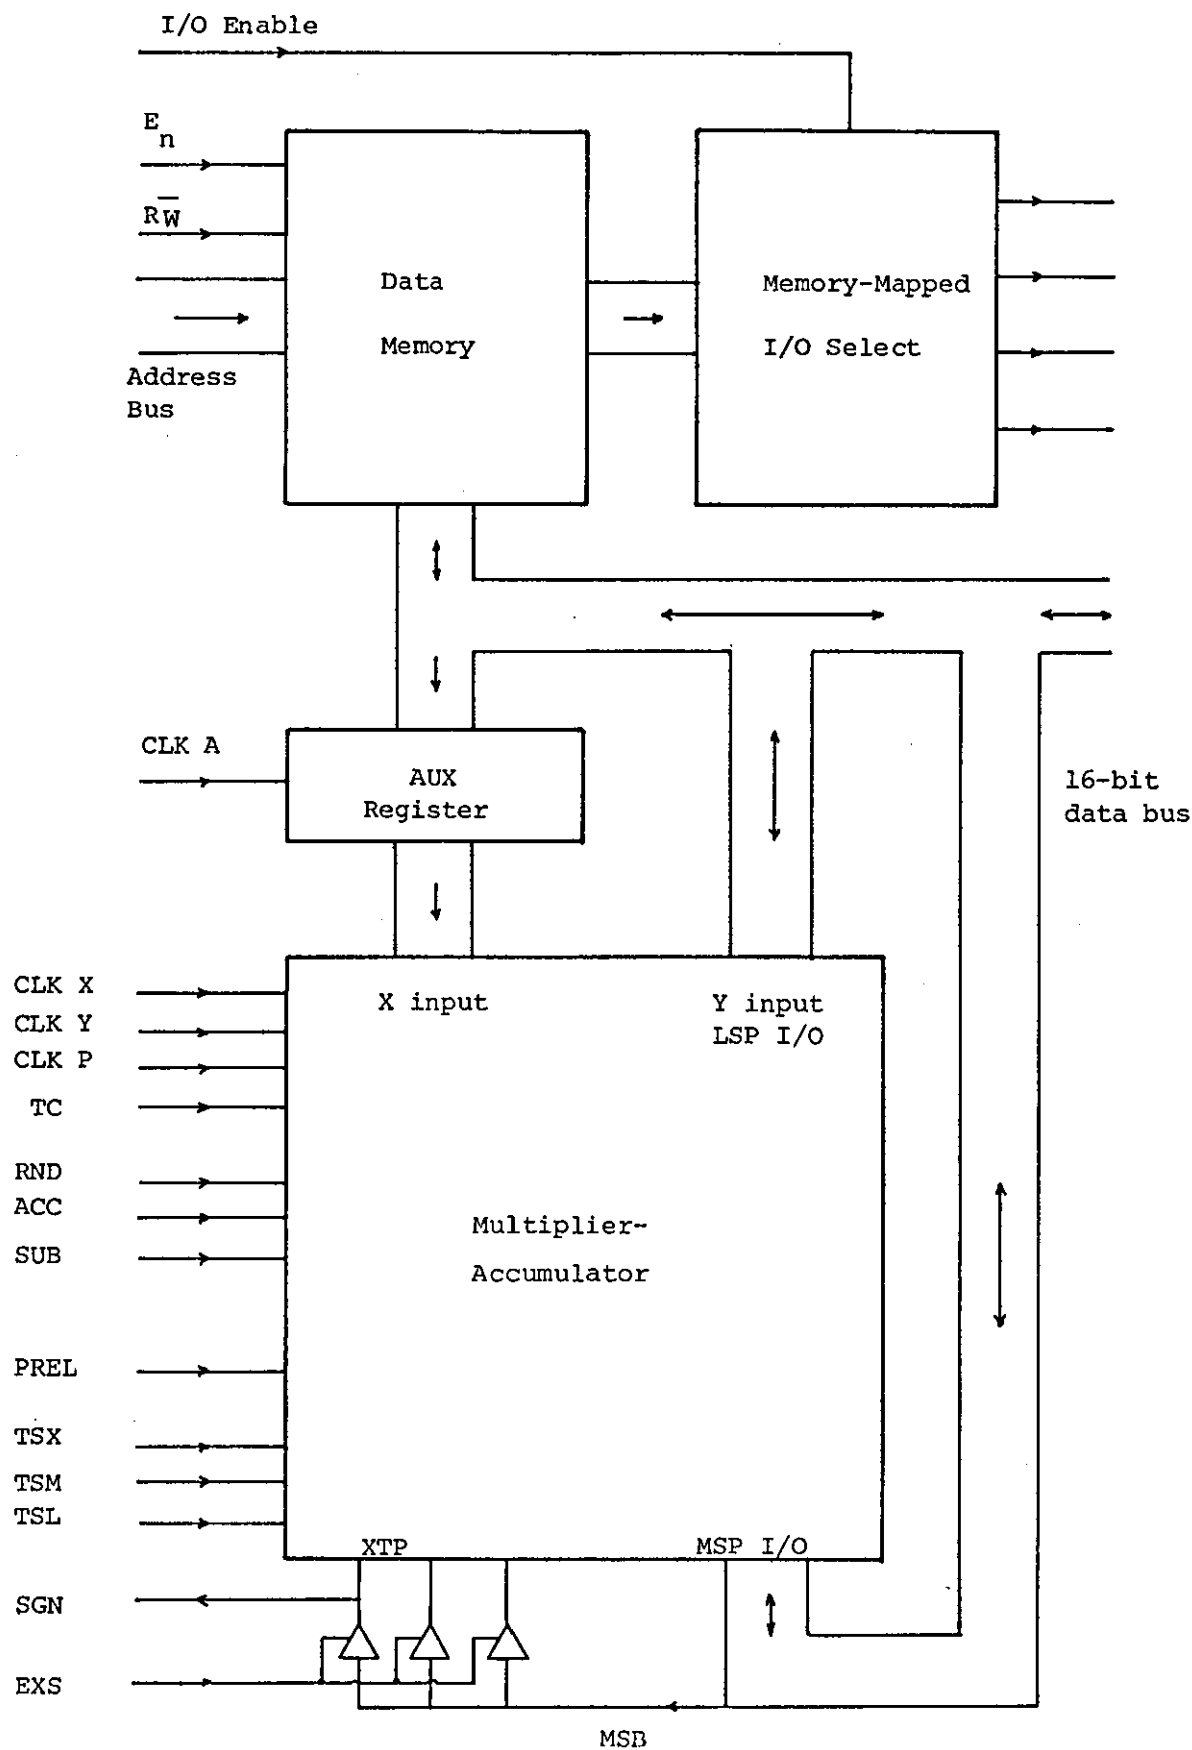 I/O Enable
En
RW̅
Data
Memory
Memory-Mapped
I/O Select
Address
Bus
CLK A
AUX
Register
16-bit
data bus
CLK X
CLK Y
CLK P
TC
RND
ACC
SUB
PREL
TSX
TSM
TSL
X input
Y input
LSP I/O
Multiplier-
Accumulator
XTP
MSP I/O
SGN
EXS
MSB